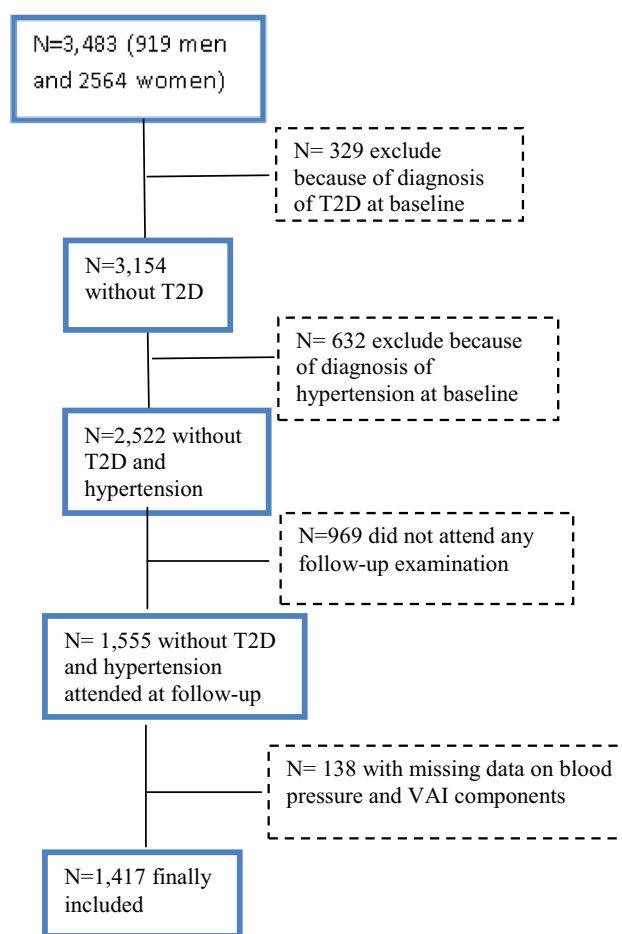 N=3,483 (919 men
and 2564 women)
N= 329 exclude
because of diagnosis
of T2D at baseline
N=3,154
without T2D
N= 632 exclude because
of diagnosis of
hypertension at baseline
N=2,522 without
T2D and
hypertension
N=969 did not attend any
follow-up examination
N= 1,555 without T2D
and hypertension
attended at follow-up
N= 138 with missing data on blood
pressure and VAI components
N=1,417 finally
included